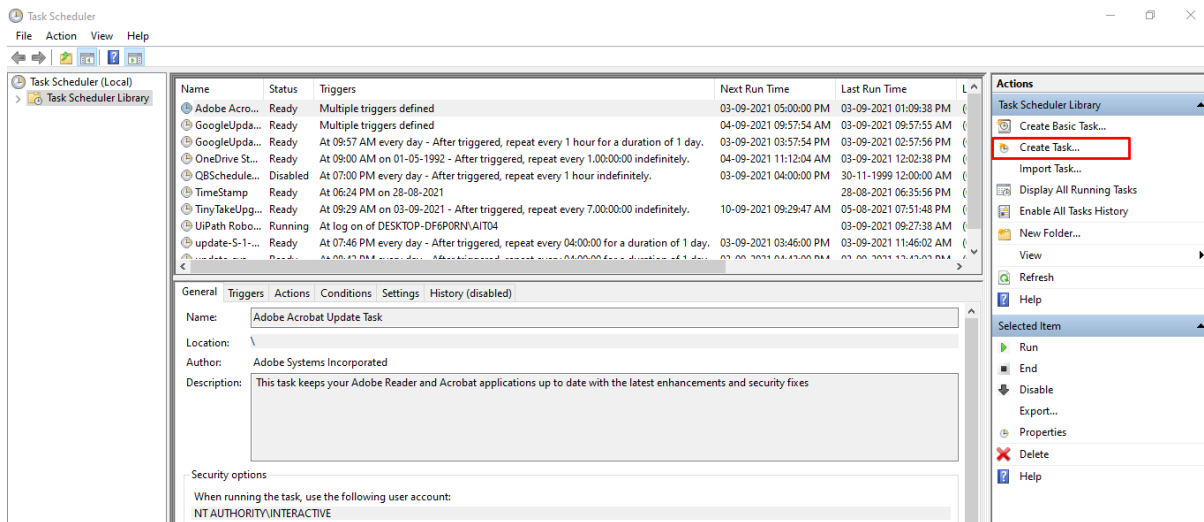 Task Scheduler
File Action View Help
Task Scheduler (Local)
Task Scheduler Library
Name Status Triggers Next Run Time Last Run Time L
Adobe Acro... Ready Multiple triggers defined 03-09-2021 05:00:00 PM 03-09-2021 01:09:38 PM (
GoogleUpda... Ready Multiple triggers defined 04-09-2021 09:57:54 AM 03-09-2021 09:57:55 AM (
GoogleUpda... Ready At 09:57 AM every day - After triggered, repeat every 1 hour for a duration of 1 day. 03-09-2021 03:57:54 PM 03-09-2021 02:57:56 PM (
OneDrive St... Ready At 09:00 AM on 01-05-1992 - After triggered, repeat every 1.00:00:00 indefinitely. 04-09-2021 11:12:04 AM 03-09-2021 12:02:38 PM (
QBSchedule... Disabled At 07:00 PM every day - After triggered, repeat every 1 hour indefinitely. 03-09-2021 04:00:00 PM 30-11-1999 12:00:00 AM (
TimeStamp Ready At 06:24 PM on 28-08-2021 28-08-2021 06:35:56 PM (
TinyTakeUpg... Ready At 09:29 AM on 03-09-2021 - After triggered, repeat every 7.00:00:00 indefinitely. 10-09-2021 09:29:47 AM 05-08-2021 07:51:48 PM (
UiPath Robo... Running At log on of DESKTOP-DF6P0RN\AIT04 03-09-2021 09:27:38 AM (
update-S-1-... Ready At 07:46 PM every day - After triggered, repeat every 04:00:00 for a duration of 1 day. 03-09-2021 03:46:00 PM 03-09-2021 11:46:02 AM (
General Triggers Actions Conditions Settings History (disabled)
Name: Adobe Acrobat Update Task
Location: \
Author: Adobe Systems Incorporated
Description: This task keeps your Adobe Reader and Acrobat applications up to date with the latest enhancements and security fixes
Security options
When running the task, use the following user account:
NT AUTHORITY\INTERACTIVE
Actions
Task Scheduler Library
Create Basic Task...
Create Task...
Import Task...
Display All Running Tasks
Enable All Tasks History
New Folder...
View
Refresh
Help
Selected Item
Run
End
Disable
Export...
Properties
Delete
Help